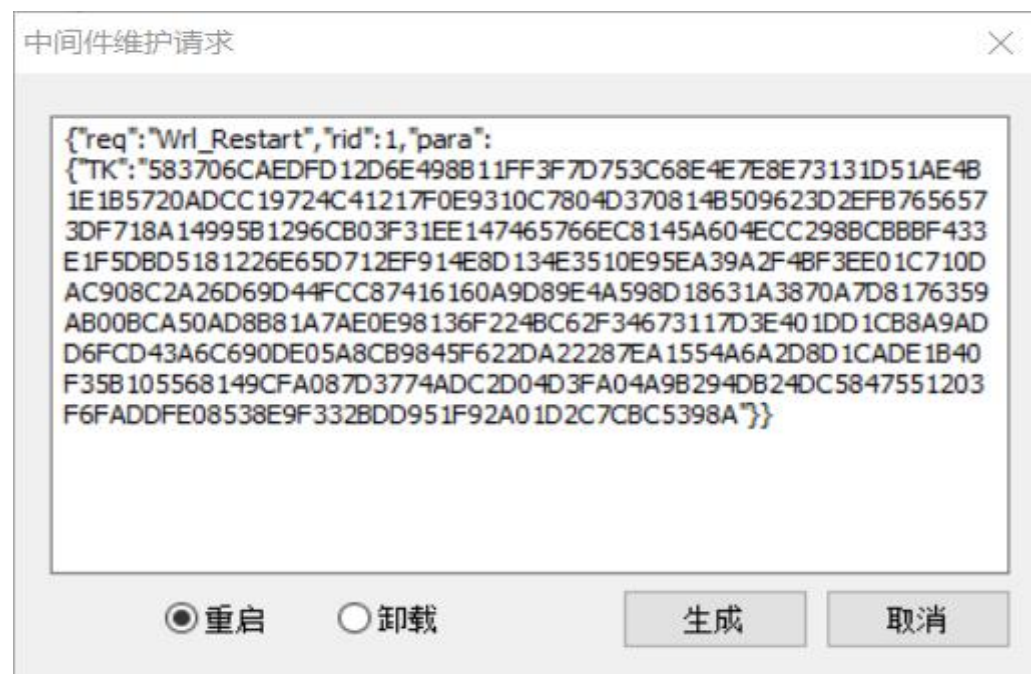 中间件维护请求
{"req":"Wrl_Restart","rid":1,"para":
{"TK":"583706CAEDFD12D6E498B11FF3F7D753C68E4E7E8E73131D51AE4B
1E1B5720ADCC19724C41217F0E9310C7804D370814B509623D2EFB765657
3DF718A14995B1296CB03F31EE147465766EC8145A604ECC298BCBBBF433
E1F5DBD5181226E65D712EF914E8D134E3510E95EA39A2F4BF3EE01C710D
AC908C2A26D69D44FCC87416160A9D89E4A598D18631A3870A7D8176359
AB00BCA50AD8B81A7AE0E98136F224BC62F34673117D3E401DD1CB8A9AD
D6FCD43A6C690DE05A8CB9845F622DA22287EA1554A6A2D8D1CADE1B40
F35B105568149CFA087D3774ADC2D04D3FA04A9B294DB24DC5847551203
F6FADDFE08538E9F332BDD951F92A01D2C7CBC5398A"}}
重启 卸载 生成 取消